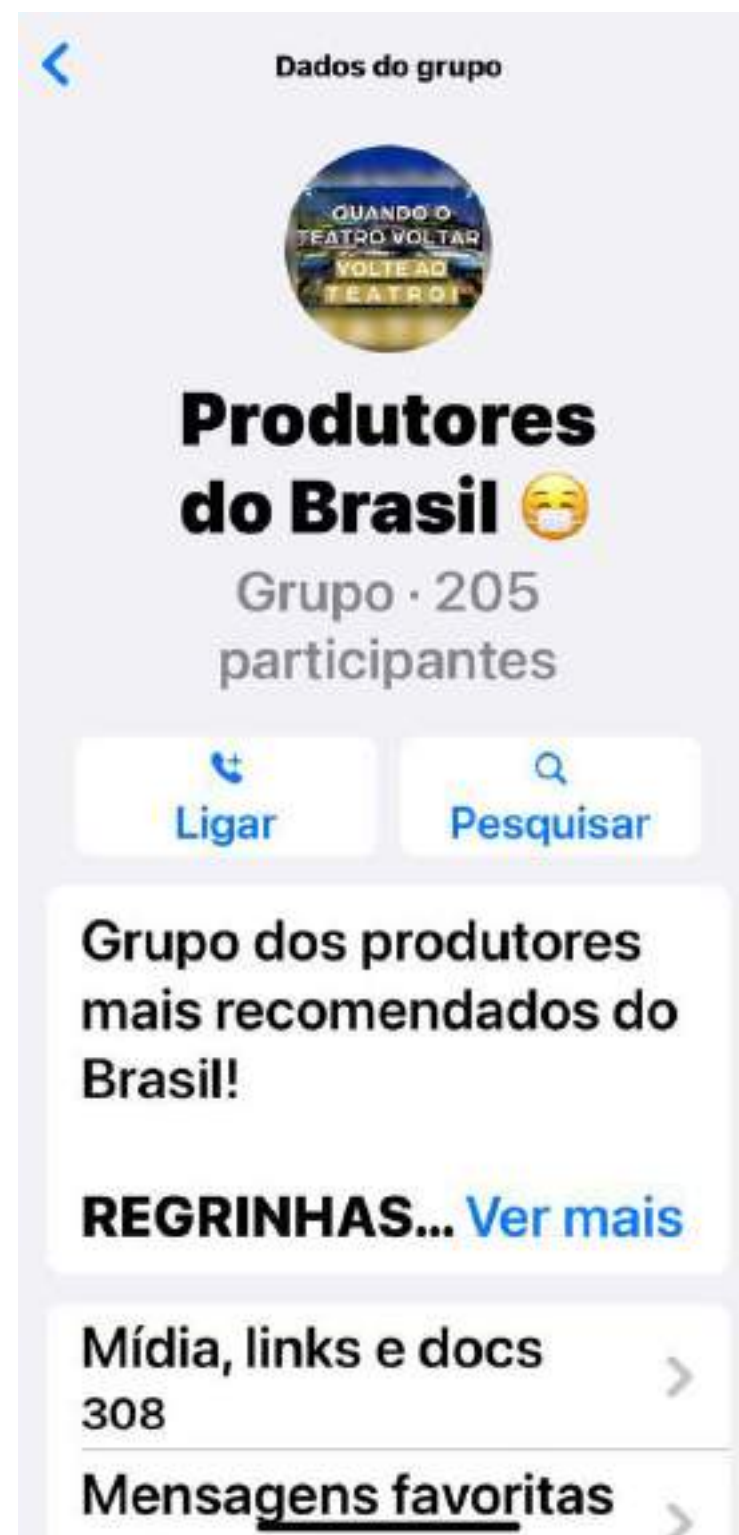 Dados do grupo
QUANDO O
TEATRO VOLTAR
VOLTE AO
TEATRO!
Produtores
do Brasil 😷
Grupo · 205
participantes
Ligar
Pesquisar
Grupo dos produtores
mais recomendados do
Brasil!
REGRINHAS... Ver mais
Mídia, links e docs
308
Mensagens favoritas